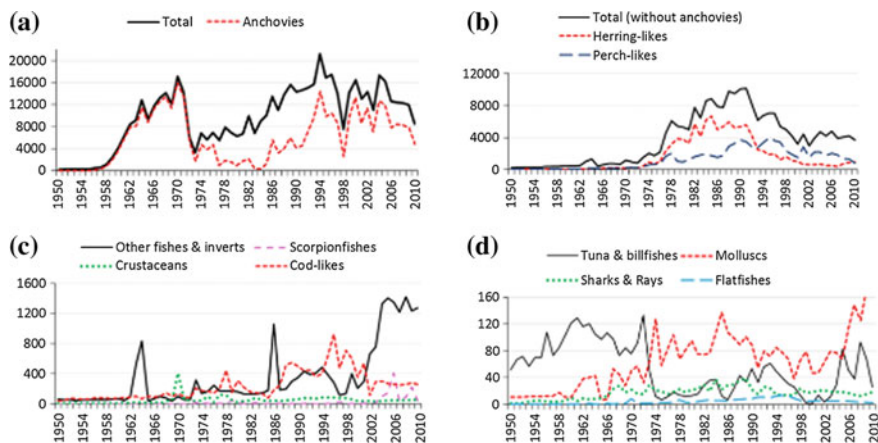 (a)
Total Anchovies
20000
16000
12000
8000
4000
0
1950 1954 1958 1962 1966 1970 1974 1978 1982 1986 1990 1994 1998 2002 2006 2010
(b)
Total (without anchovies)
Herring-likes
Perch-likes
12000
8000
4000
0
1950 1954 1958 1962 1966 1970 1974 1978 1982 1986 1990 1994 1998 2002 2006 2010
(c)
Other fishes & inverts Scorpionfishes
Crustaceans Cod-likes
1600
1200
800
400
0
1950 1954 1958 1962 1966 1970 1974 1978 1982 1986 1990 1994 1998 2002 2006 2010
(d)
Tuna & billfishes Molluscs
Sharks & Rays Flatfishes
160
120
80
40
0
1950 1954 1958 1962 1966 1970 1974 1978 1982 1986 1990 1994 1998 2002 2006 2010